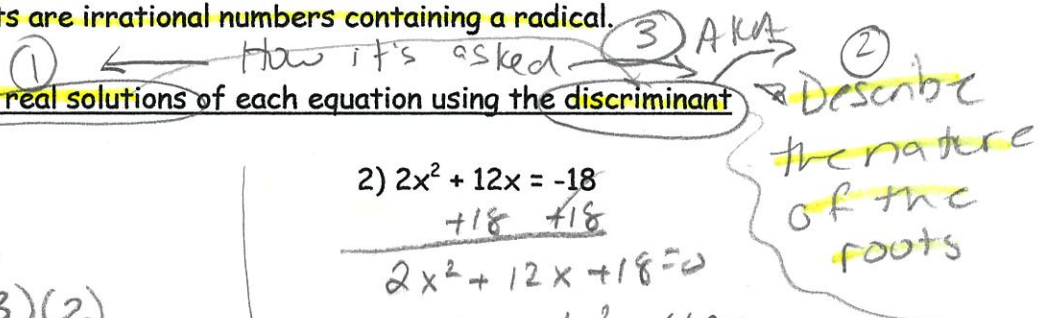 ts are irrational numbers containing a radical.
① How it's asked ③ AKA ②
real solutions of each equation using the discriminant
Describe
the nature
of the
roots
2) 2x² + 12x = -18
+18 +18
2x² + 12x +18=0
3)(2)